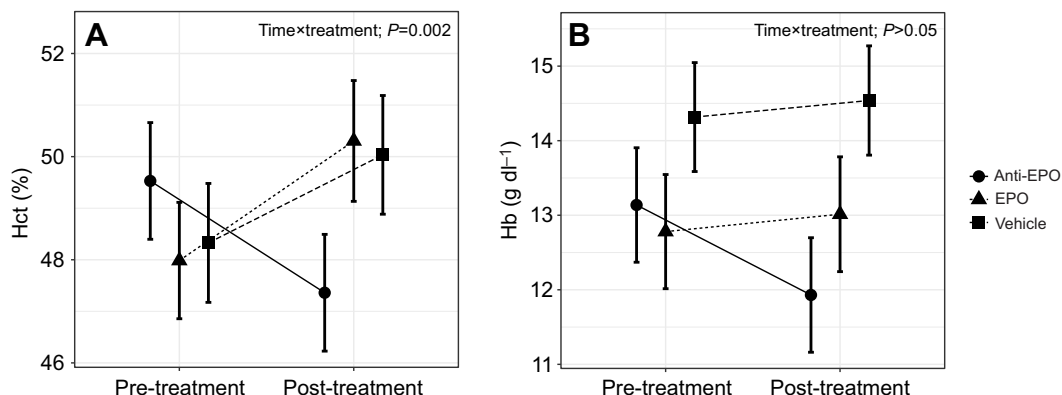 A
Time×treatment; P=0.002
Hct (%)
52
50
48
46
Pre-treatment
Post-treatment
B
Time×treatment; P>0.05
Hb (g dl⁻¹)
15
14
13
12
11
Pre-treatment
Post-treatment
Anti-EPO
EPO
Vehicle